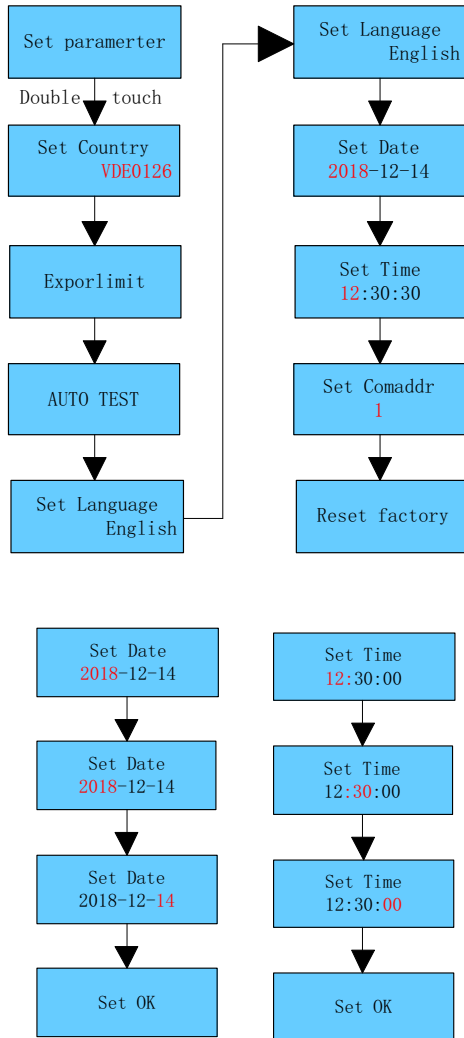 Set paramerter
Double touch
Set Country
VDE0126
Exporlimit
AUTO TEST
Set Language
English
Set Language
English
Set Date
2018-12-14
Set Time
12:30:30
Set Comaddr
1
Reset factory
Set Date
2018-12-14
Set Date
2018-12-14
Set Date
2018-12-14
Set OK
Set Time
12:30:00
Set Time
12:30:00
Set Time
12:30:00
Set OK